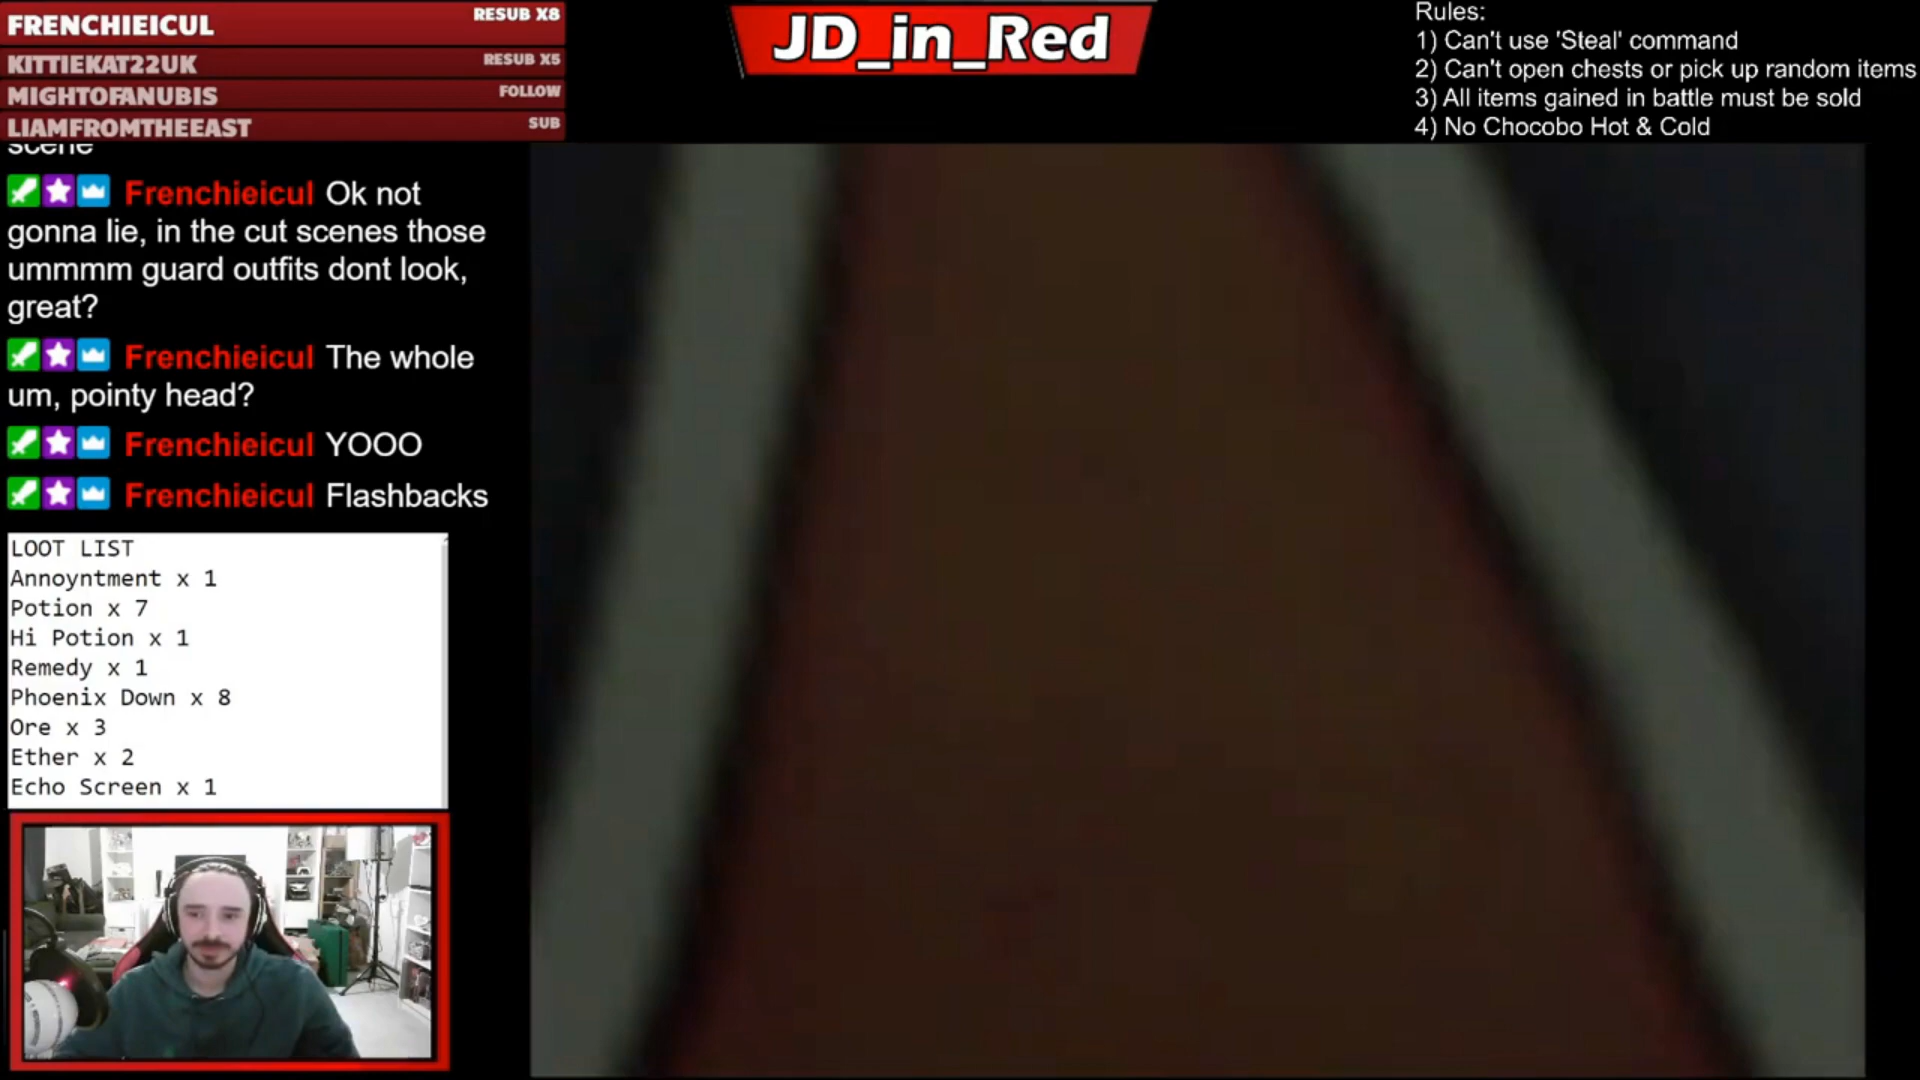 FRENCHIEICUL RESUB X8
KITTIEKAT22UK RESUB X5
MIGHTOFANUBIS FOLLOW
LIAMFROMTHEEAST SUB
JD_in_Red
Rules:
1) Can't use 'Steal' command
2) Can't open chests or pick up random items
3) All items gained in battle must be sold
4) No Chocobo Hot & Cold
scene
Frenchieicul Ok not
gonna lie, in the cut scenes those
ummmm guard outfits dont look,
great?
Frenchieicul The whole
um, pointy head?
Frenchieicul YOOO
Frenchieicul Flashbacks
LOOT LIST
Annoyntment x 1
Potion x 7
Hi Potion x 1
Remedy x 1
Phoenix Down x 8
Ore x 3
Ether x 2
Echo Screen x 1